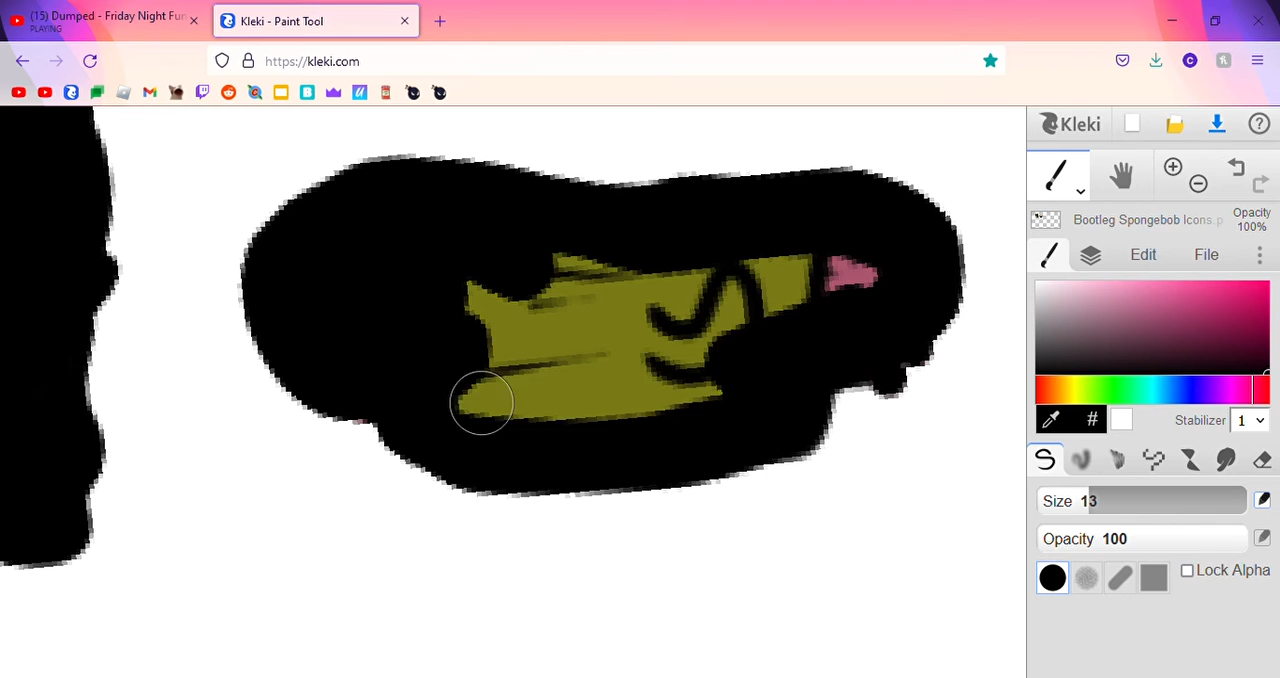 (15) Dumped - Friday Night Fun
PLAYING
Kleki - Paint Tool
https://kleki.com
Kleki
Bootleg Spongebob Icons.p
Opacity
100%
Edit
File
#
Stabilizer 1
Size 13
Opacity 100
Lock Alpha